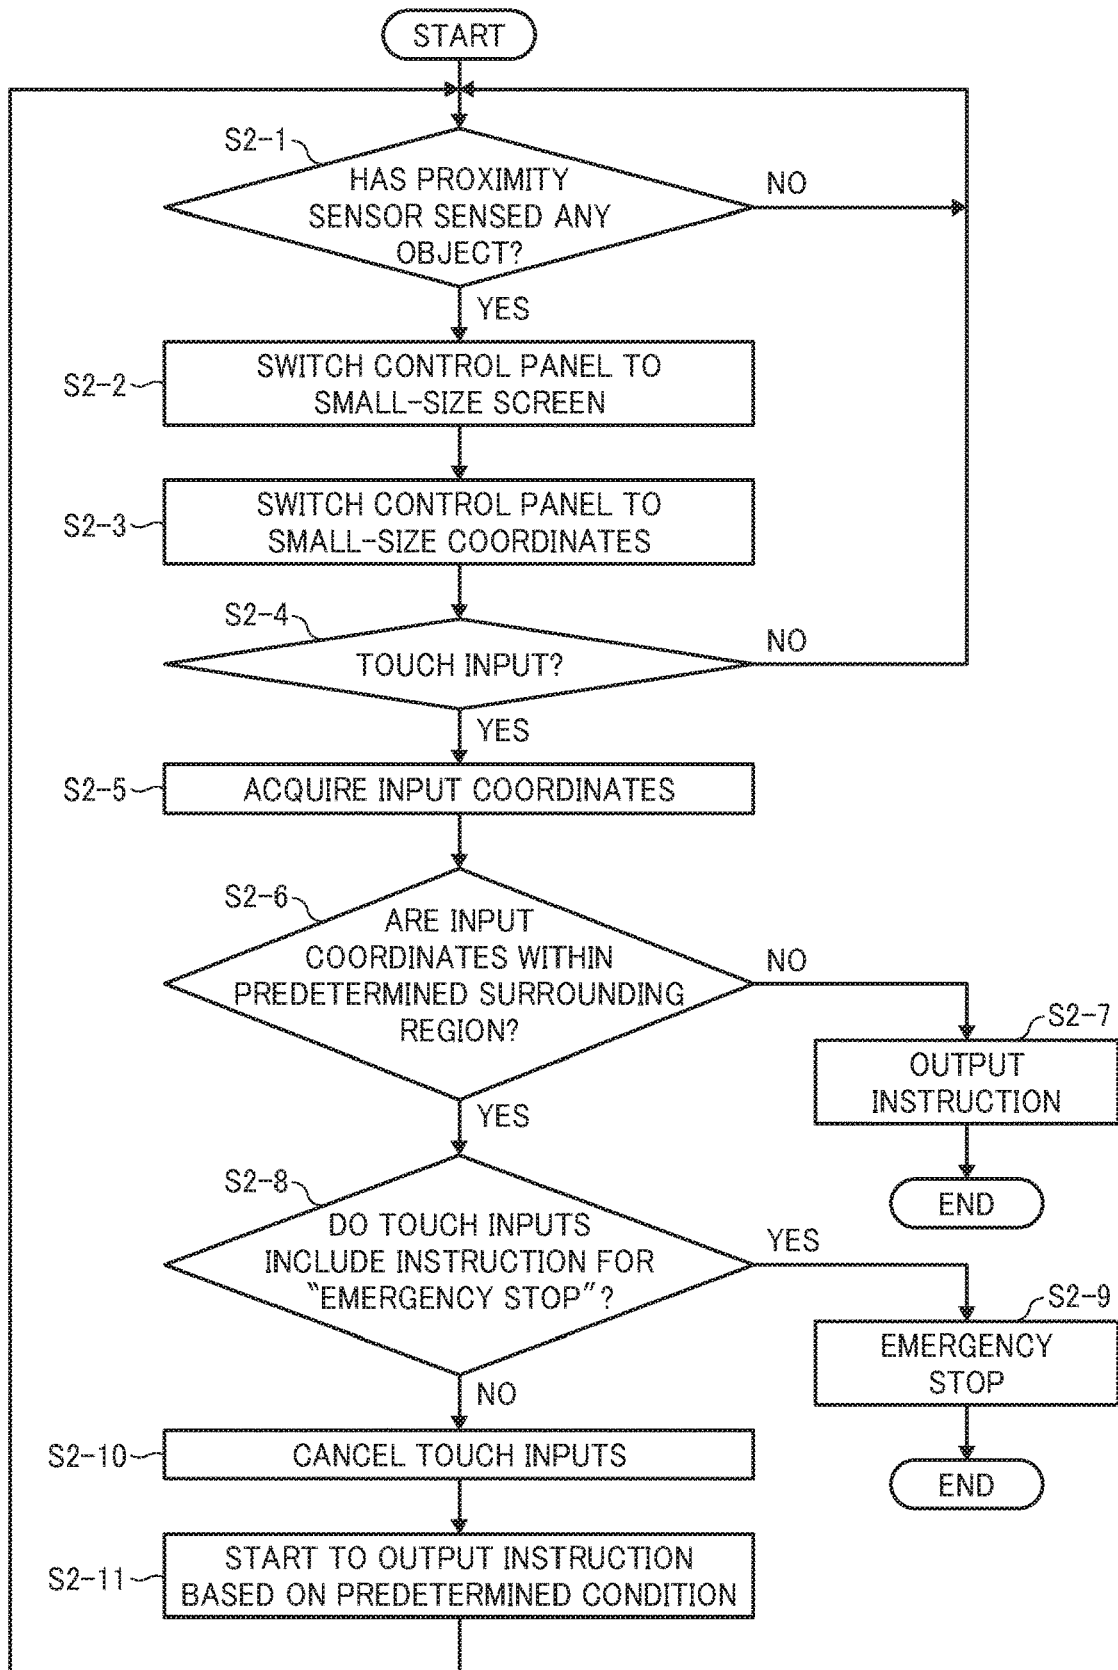 START
S2-1
HAS PROXIMITY
SENSOR SENSED ANY
OBJECT?
NO
YES
S2-2
SWITCH CONTROL PANEL TO
SMALL-SIZE SCREEN
S2-3
SWITCH CONTROL PANEL TO
SMALL-SIZE COORDINATES
S2-4
TOUCH INPUT?
NO
YES
S2-5
ACQUIRE INPUT COORDINATES
S2-6
ARE INPUT
COORDINATES WITHIN
PREDETERMINED SURROUNDING
REGION?
NO
YES
S2-7
OUTPUT
INSTRUCTION
END
S2-8
DO TOUCH INPUTS
INCLUDE INSTRUCTION FOR
"EMERGENCY STOP"?
YES
NO
S2-9
EMERGENCY
STOP
END
S2-10
CANCEL TOUCH INPUTS
S2-11
START TO OUTPUT INSTRUCTION
BASED ON PREDETERMINED CONDITION